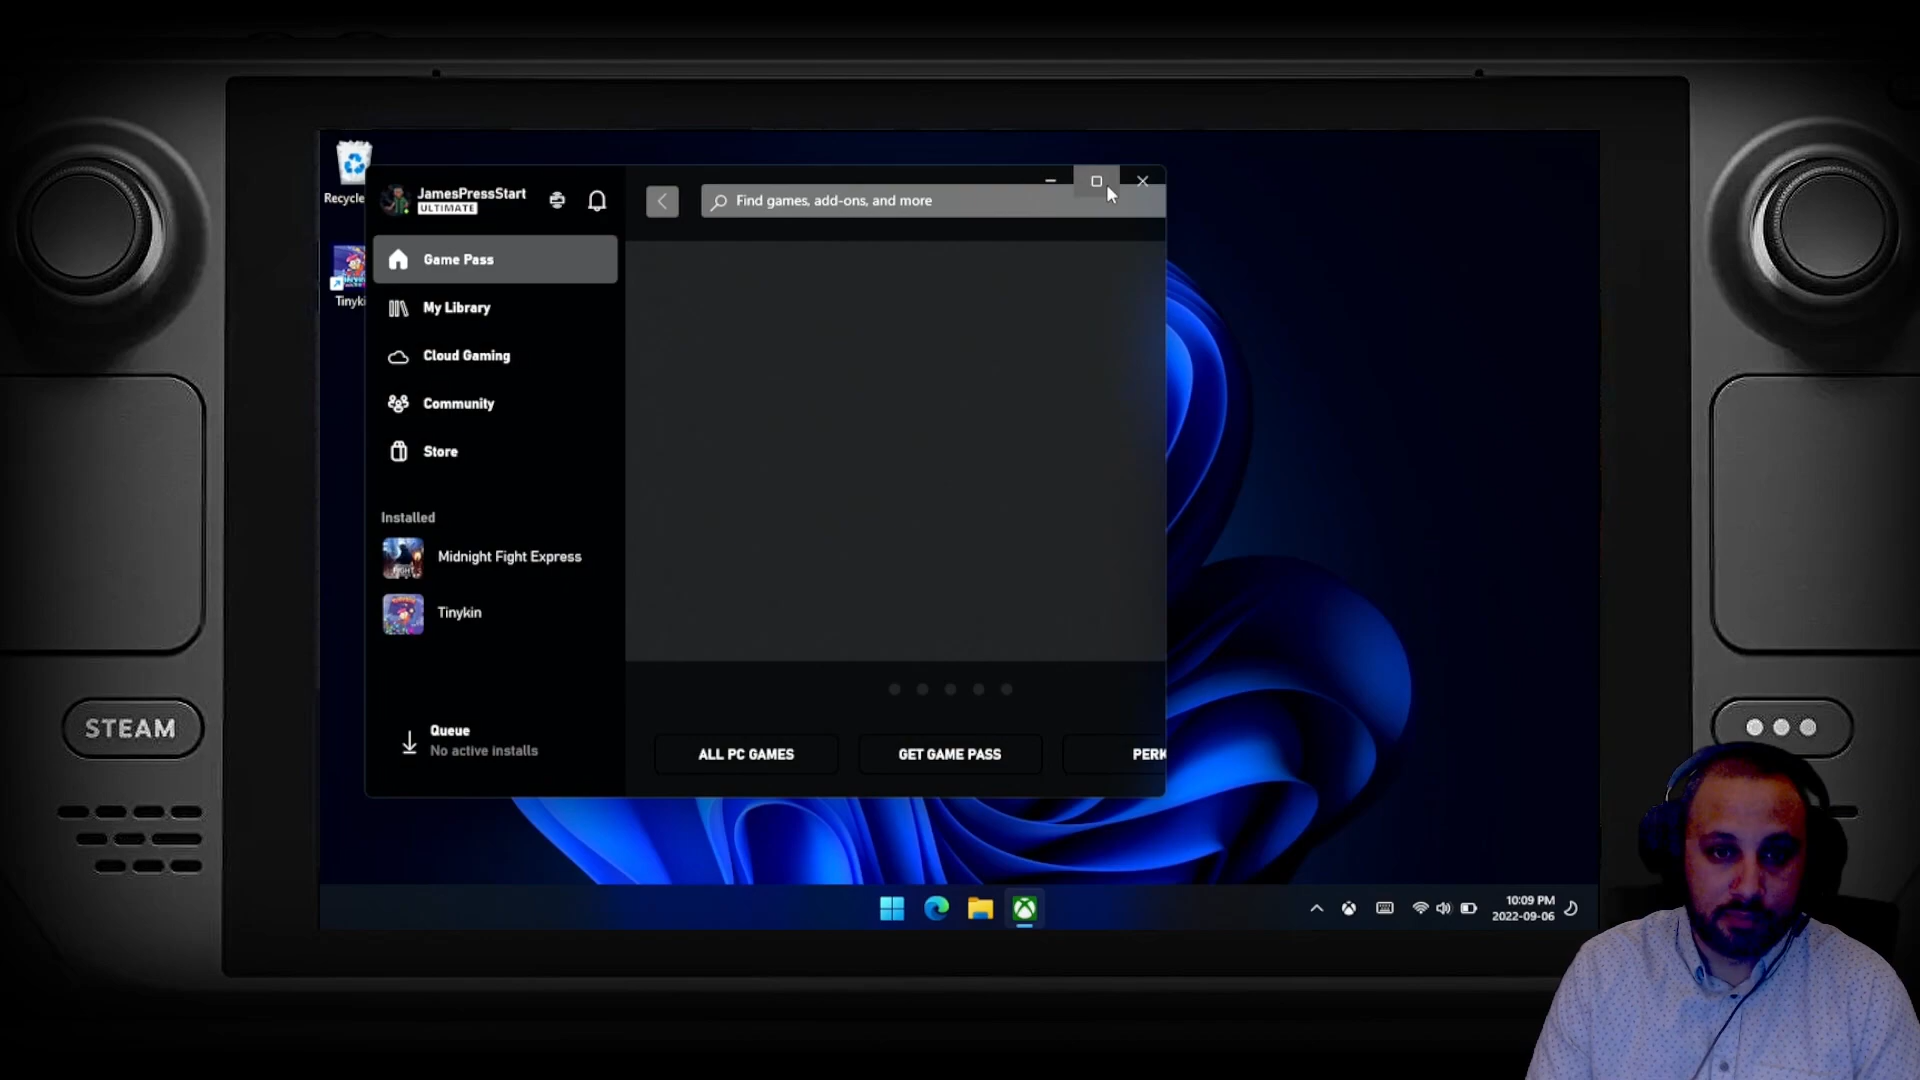 Recycle
Tinyki
JamesPressStart
ULTIMATE
Find games, add-ons, and more
Game Pass
My Library
Cloud Gaming
Community
Store
Installed
Midnight Fight Express
Tinykin
Queue
No active installs
ALL PC GAMES
GET GAME PASS
PERK
STEAM
10:09 PM
2022-09-06